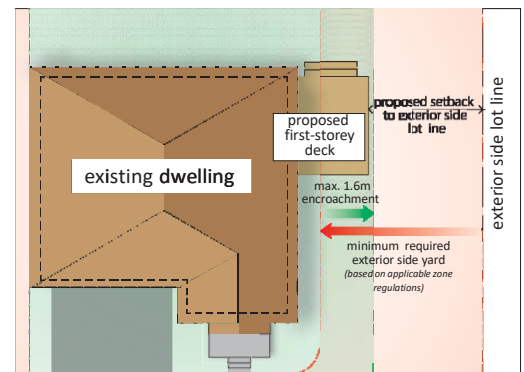 proposed
first-storey
deck
existing dwelling
proposed setback
to exterior side
lot line
exterior side lot line
max. 1.6m
encroachment
minimum required
exterior side yard
(based on applicable zone
regulations)